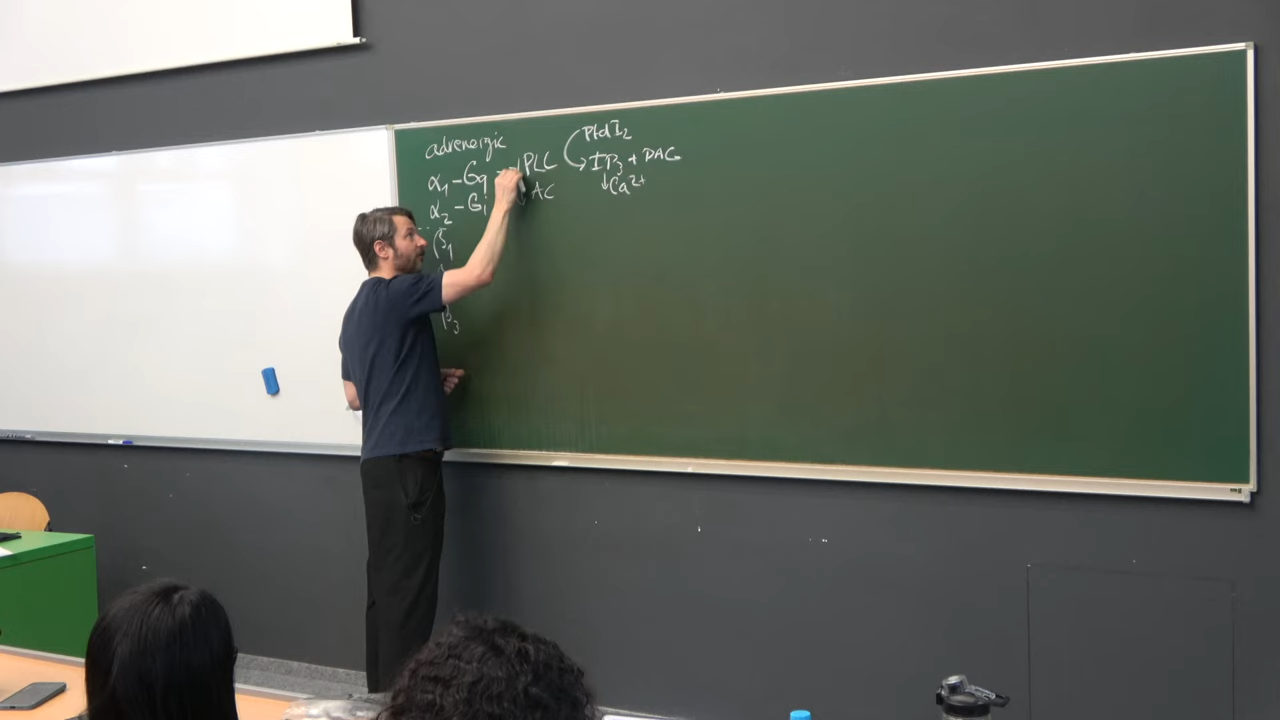 adrenergic
α₁ - Gq → PLC
α₂ - Gi AC
β₁
β₃
PtdI₂
IP₃ + DAG
↓Ca²⁺